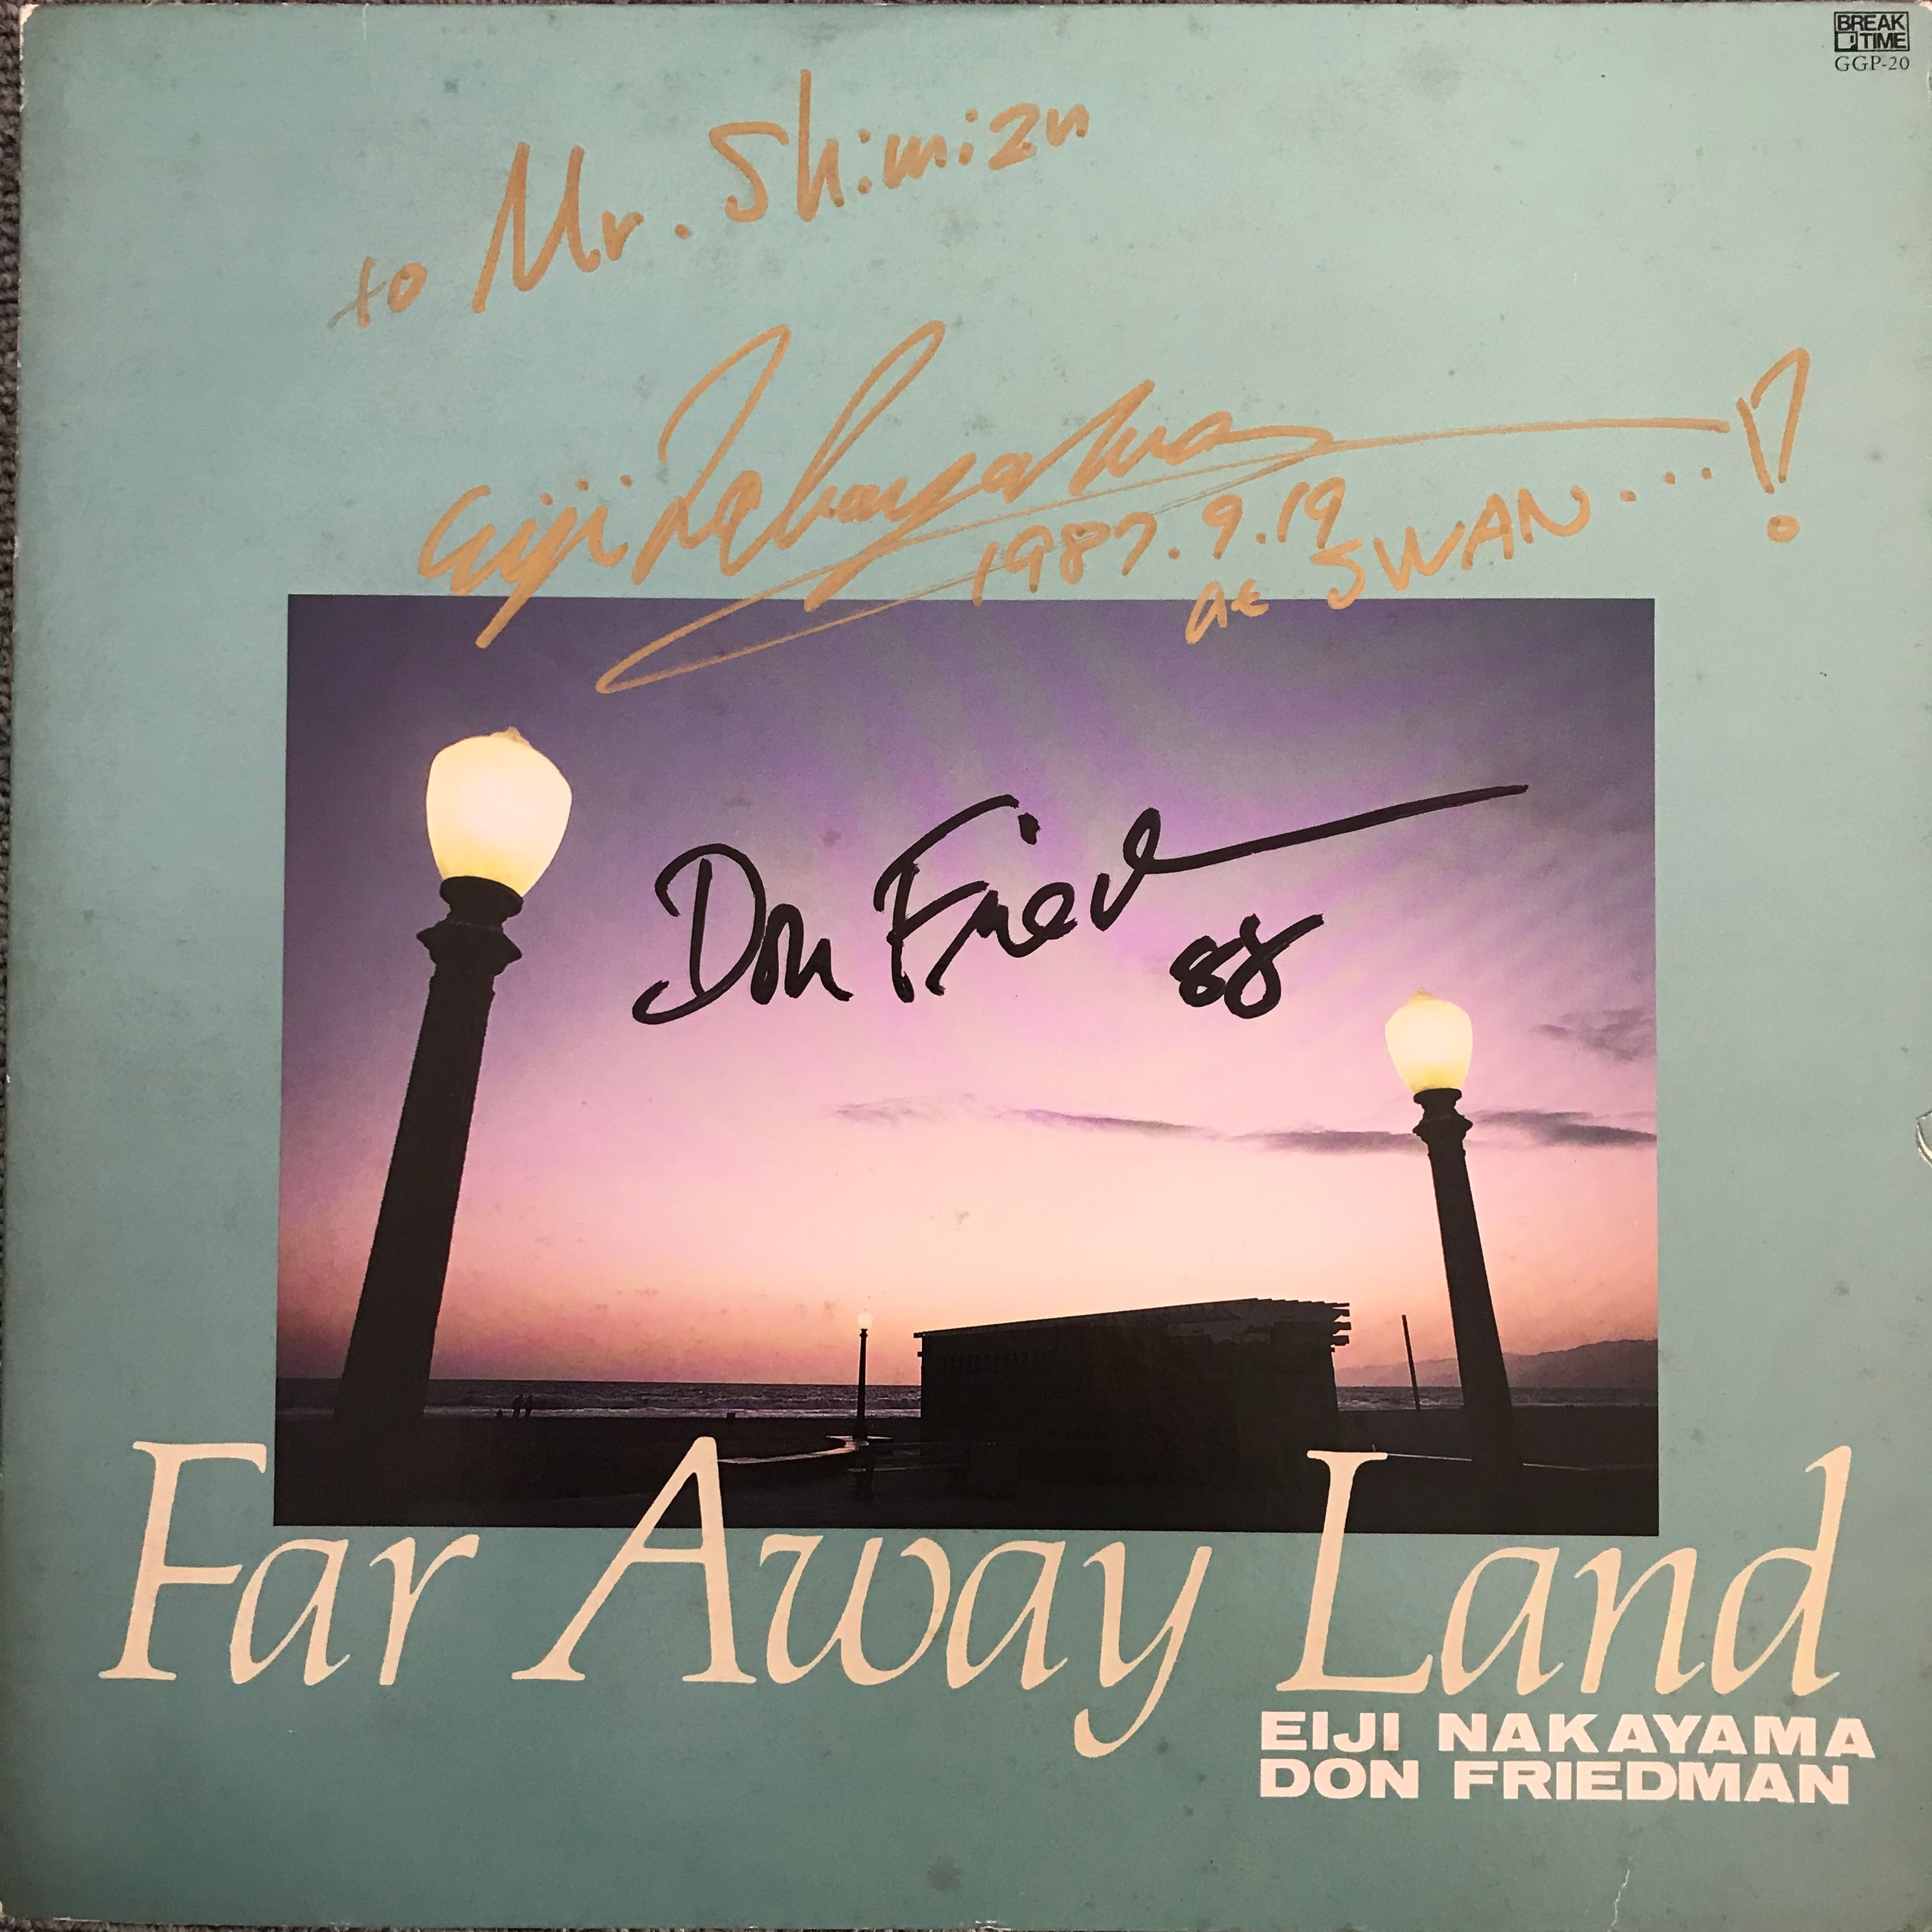 BREAK
TIME
GGP-20
to Mr. Shimizu
Eiji Nakayama
1987.9.19
at SWAN...!?
Don Fried
88
Far Away Land
EIJI NAKAYAMA
DON FRIEDMAN